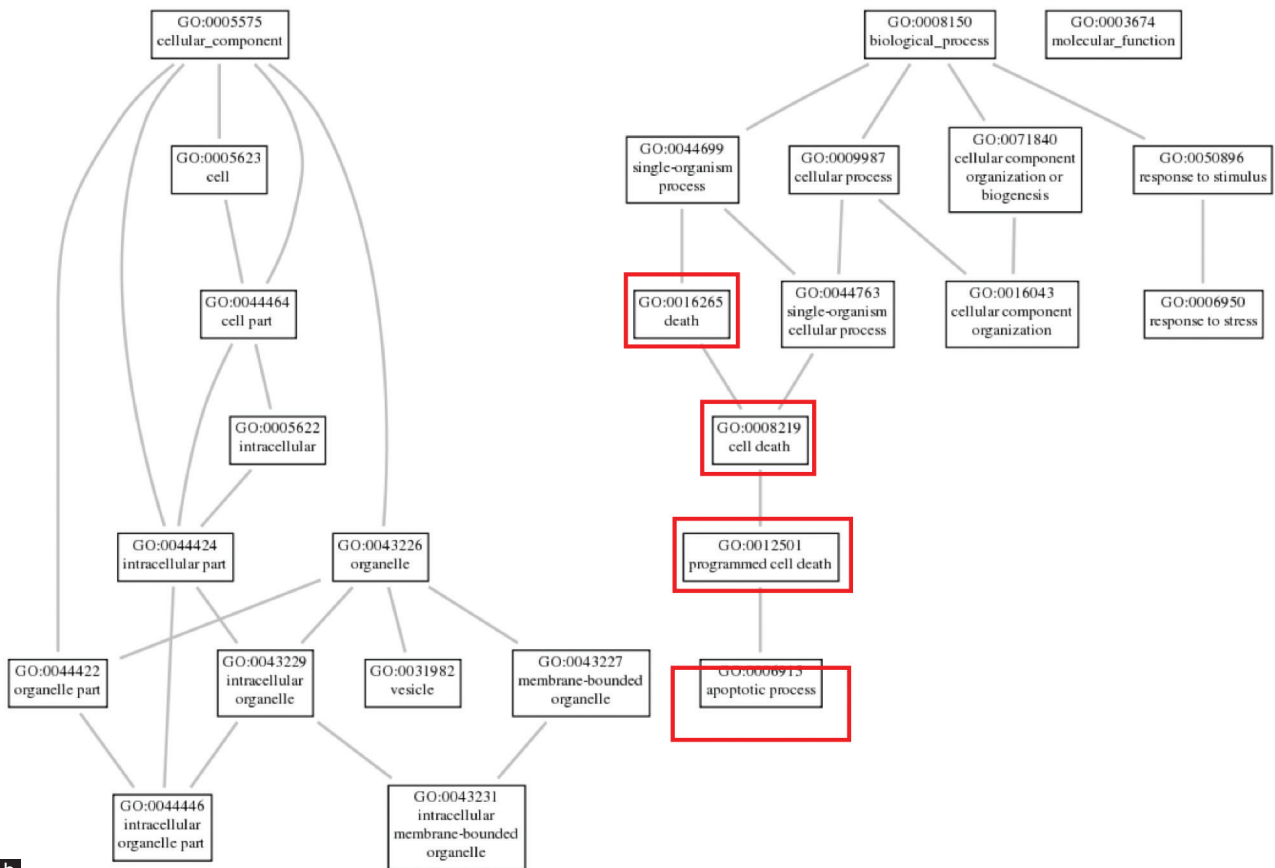 GO:0005575
cellular_component
GO:0008150
biological_process
GO:0003674
molecular_function
GO:0005623
cell
GO:0044699
single-organism
process
GO:0009987
cellular process
GO:0071840
cellular component
organization or
biogenesis
GO:0050896
response to stimulus
GO:0044464
cell part
GO:0016265
death
GO:0044763
single-organism
cellular process
GO:0016043
cellular component
organization
GO:0006950
response to stress
GO:0005622
intracellular
GO:0008219
cell death
GO:0044424
intracellular part
GO:0043226
organelle
GO:0012501
programmed cell death
GO:0044422
organelle part
GO:0043229
intracellular
organelle
GO:0031982
vesicle
GO:0043227
membrane-bounded
organelle
GO:0006915
apoptotic process
GO:0044446
intracellular
organelle part
GO:0043231
intracellular
membrane-bounded
organelle